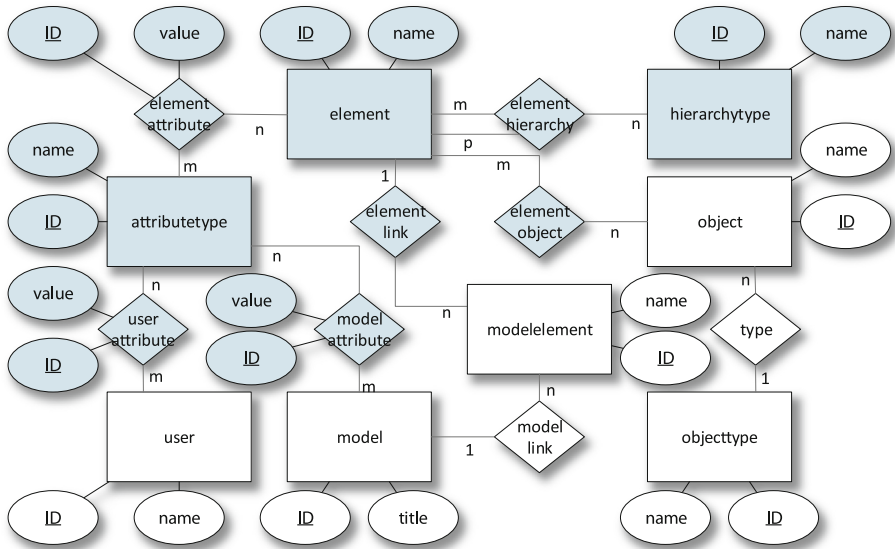 ID
value
ID
name
ID
name
element
attribute
n
element
m
element
hierarchy
n
hierarchytype
p
m
name
m
1
name
ID
attributetype
element
link
element
object
n
object
ID
n
n
n
value
value
n
modelelement
name
type
user
attribute
model
attribute
ID
ID
ID
m
m
n
1
user
model
1
model
link
objecttype
ID
name
ID
title
name
ID